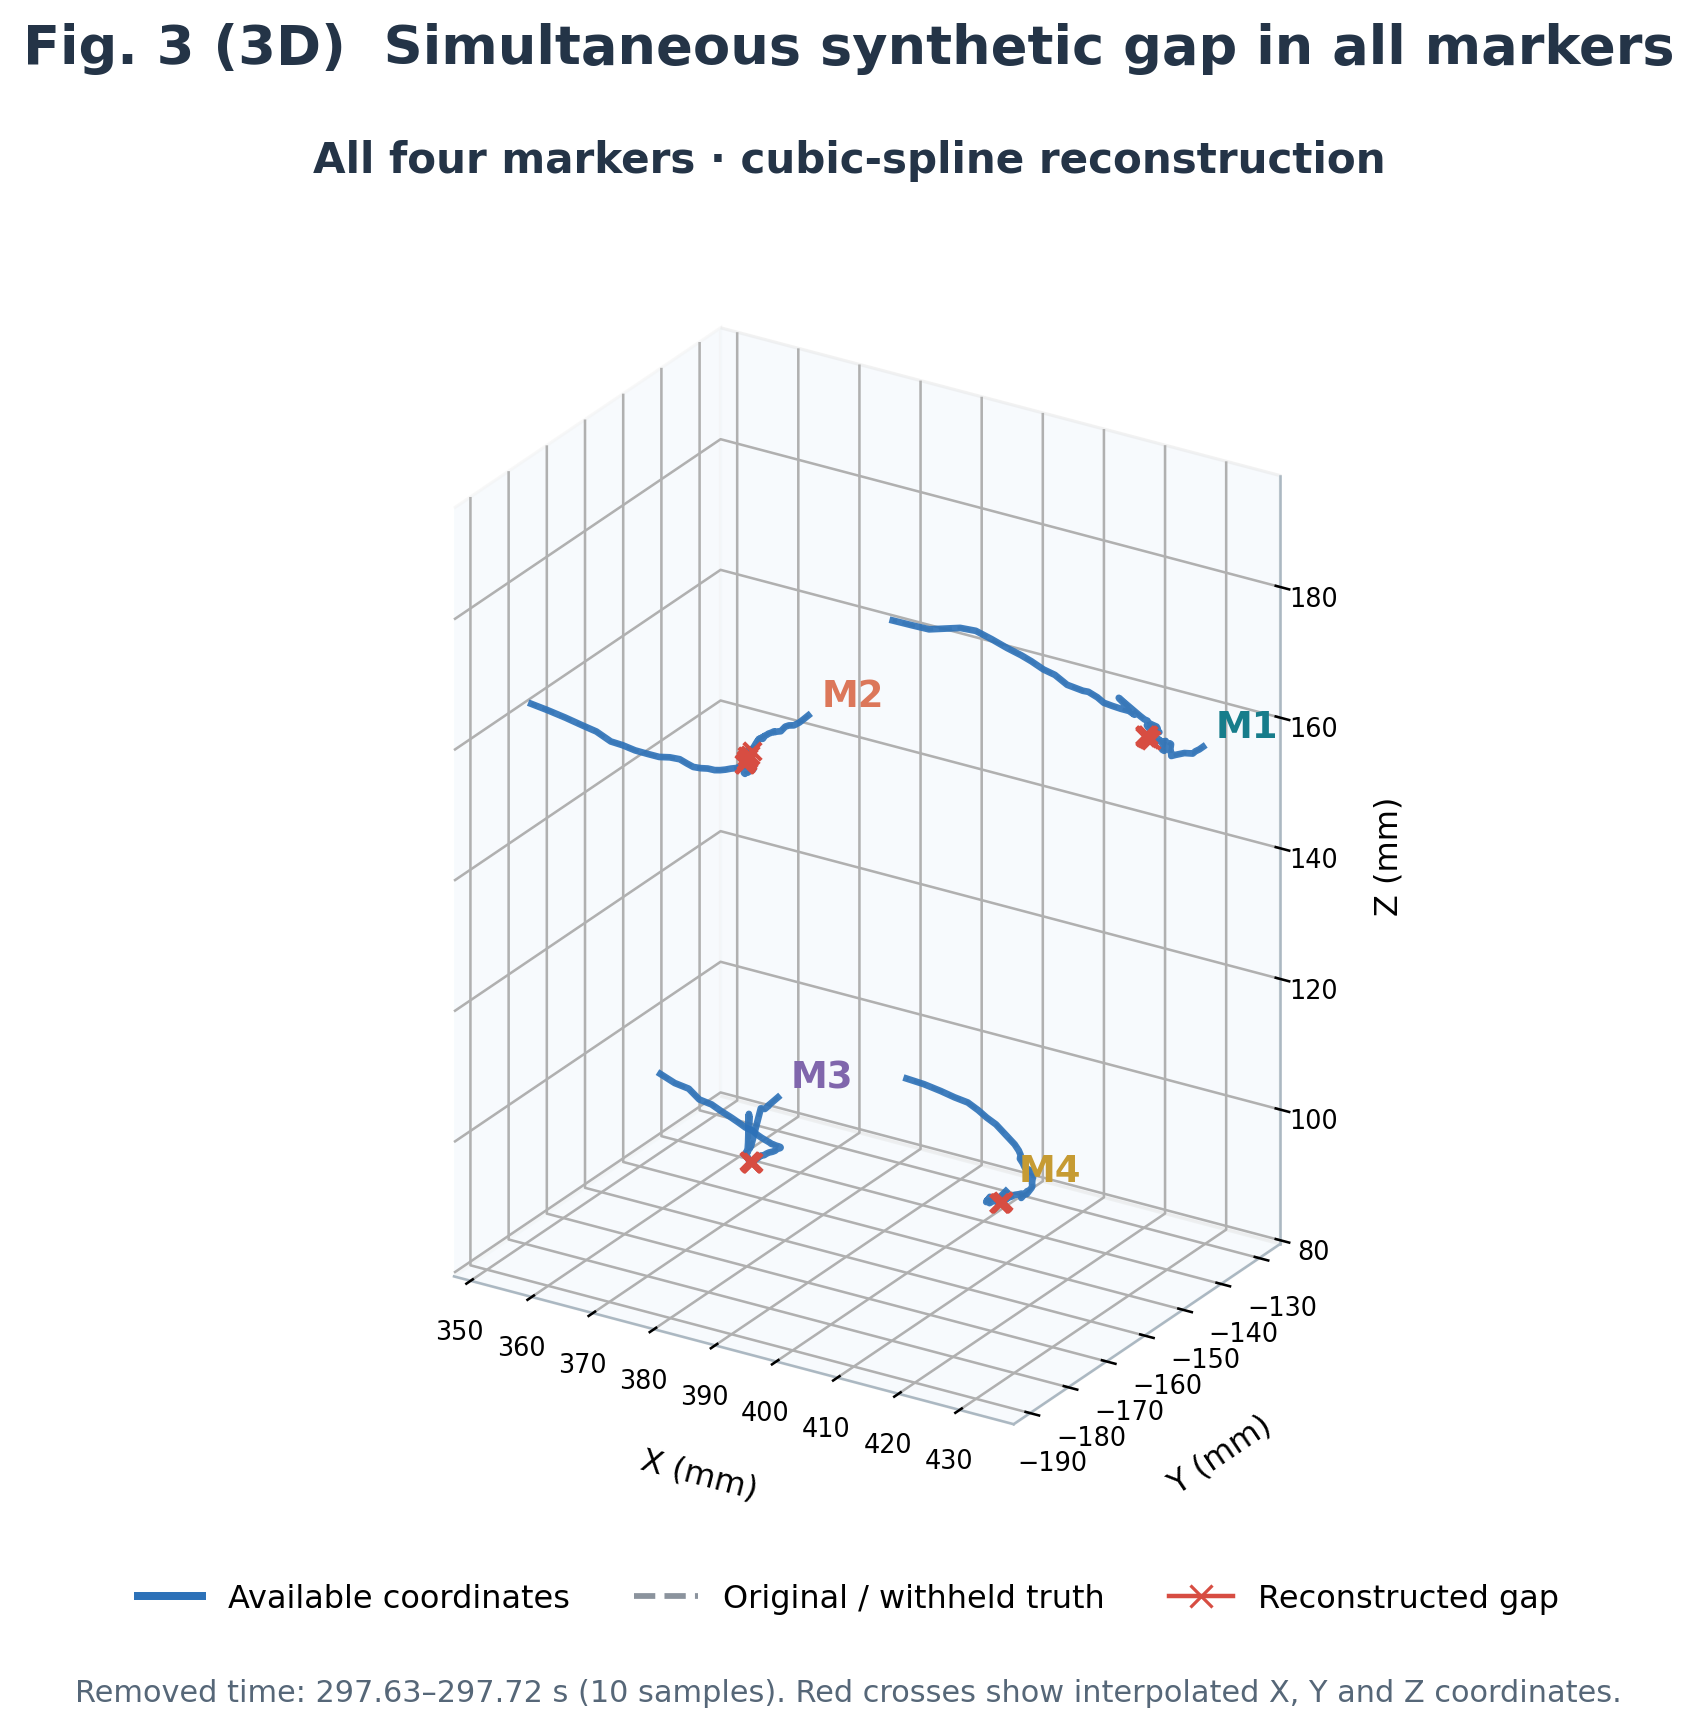 Fig. 3 (3D)  Simultaneous synthetic gap in all markers
All four markers · cubic-spline reconstruction
M2
M1
M3
M4
180
160
140
120
100
80
Z (mm)
350
360
370
380
390
400
410
420
430
X (mm)
−130
−140
−150
−160
−170
−180
−190
Y (mm)
Available coordinates
Original / withheld truth
Reconstructed gap
Removed time: 297.63–297.72 s (10 samples). Red crosses show interpolated X, Y and Z coordinates.